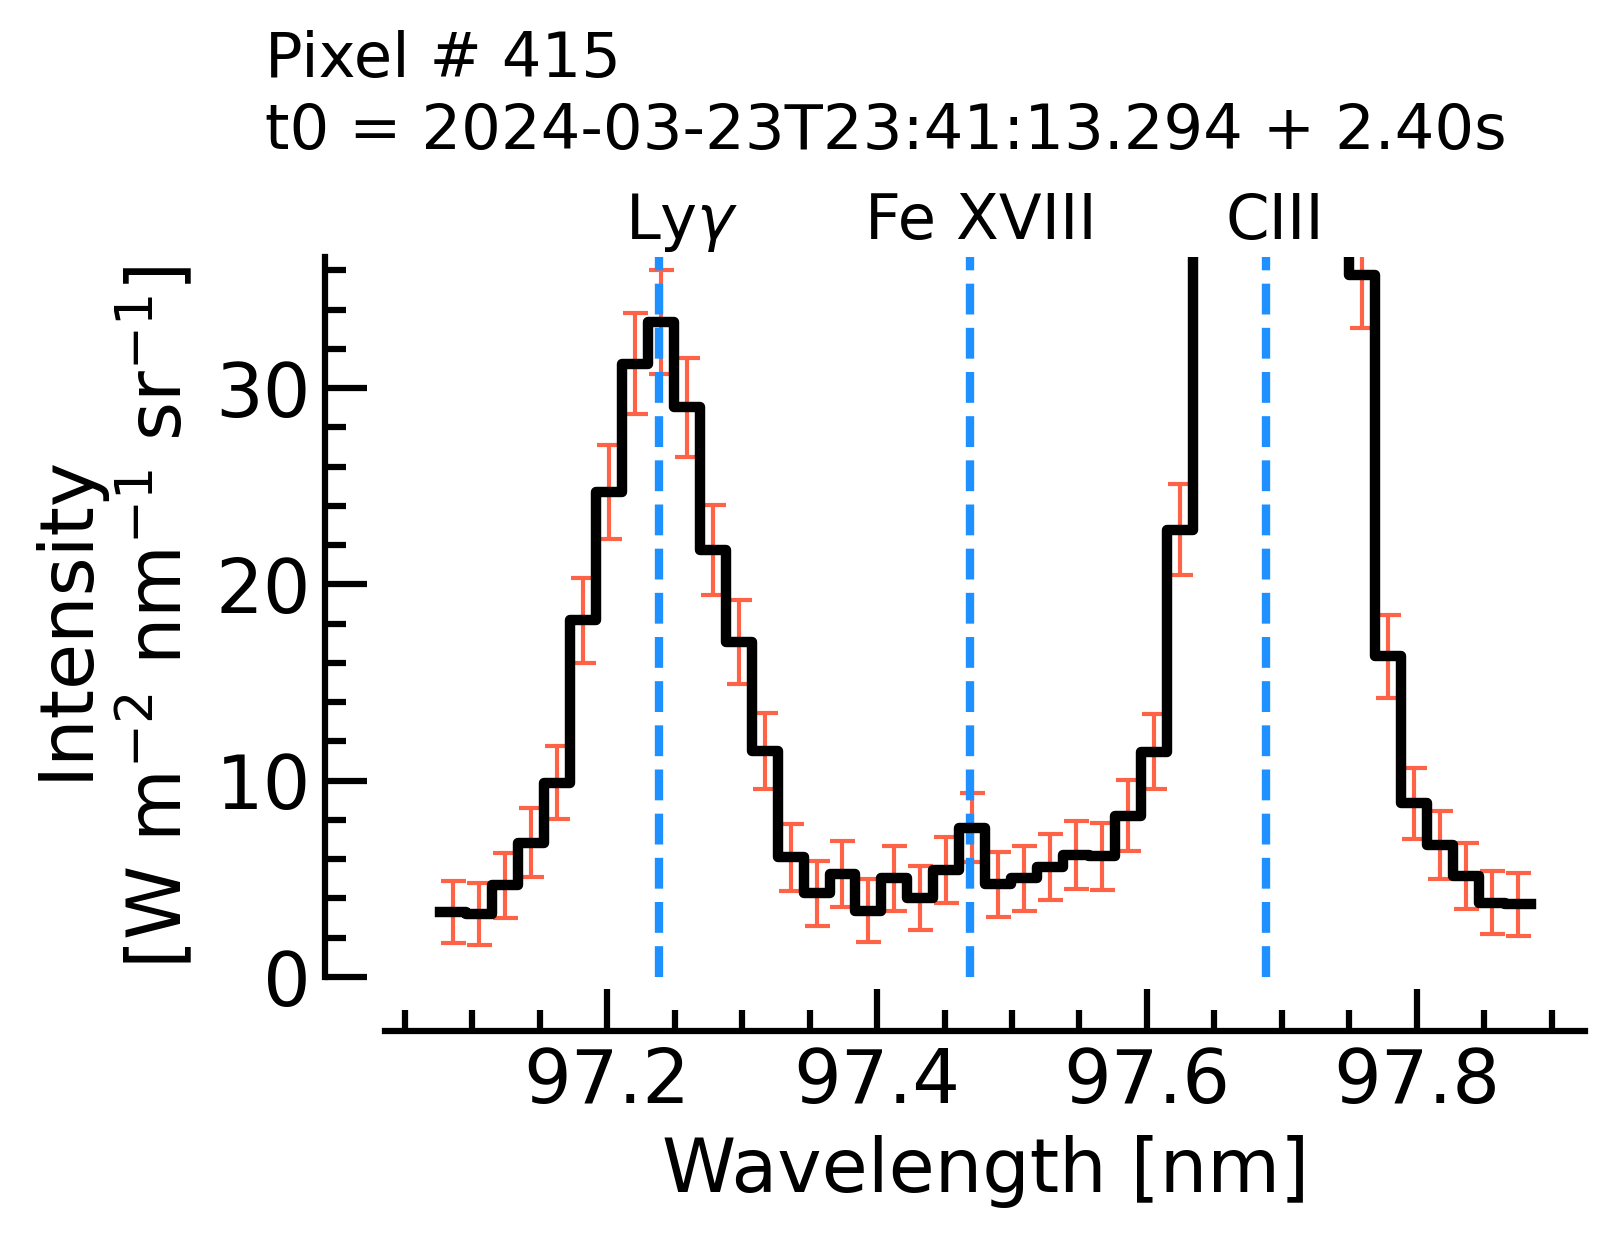 Pixel # 415
t0 = 2024-03-23T23:41:13.294 + 2.40s
Lyγ Fe XVIII CIII
Intensity
[W m⁻² nm⁻¹ sr⁻¹]
30
20
10
0
97.2 97.4 97.6 97.8
Wavelength [nm]